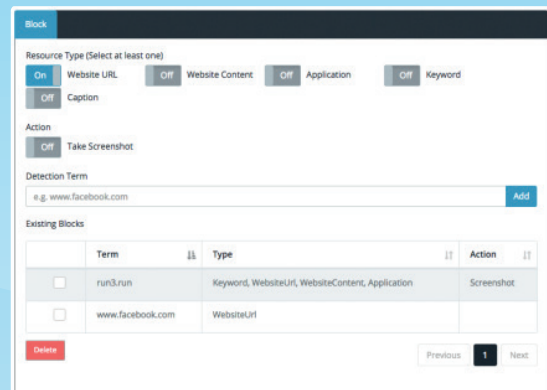 Block
Resource Type (Select at least one)
On Website URL Off Website Content Off Application Off Keyword
Off Caption
Action
Off Take Screenshot
Detection Term
e.g. www.facebook.com Add
Existing Blocks
Term Type Action
run3.run Keyword, WebsiteUrl, WebsiteContent, Application Screenshot
www.facebook.com WebsiteUrl
Delete Previous 1 Next